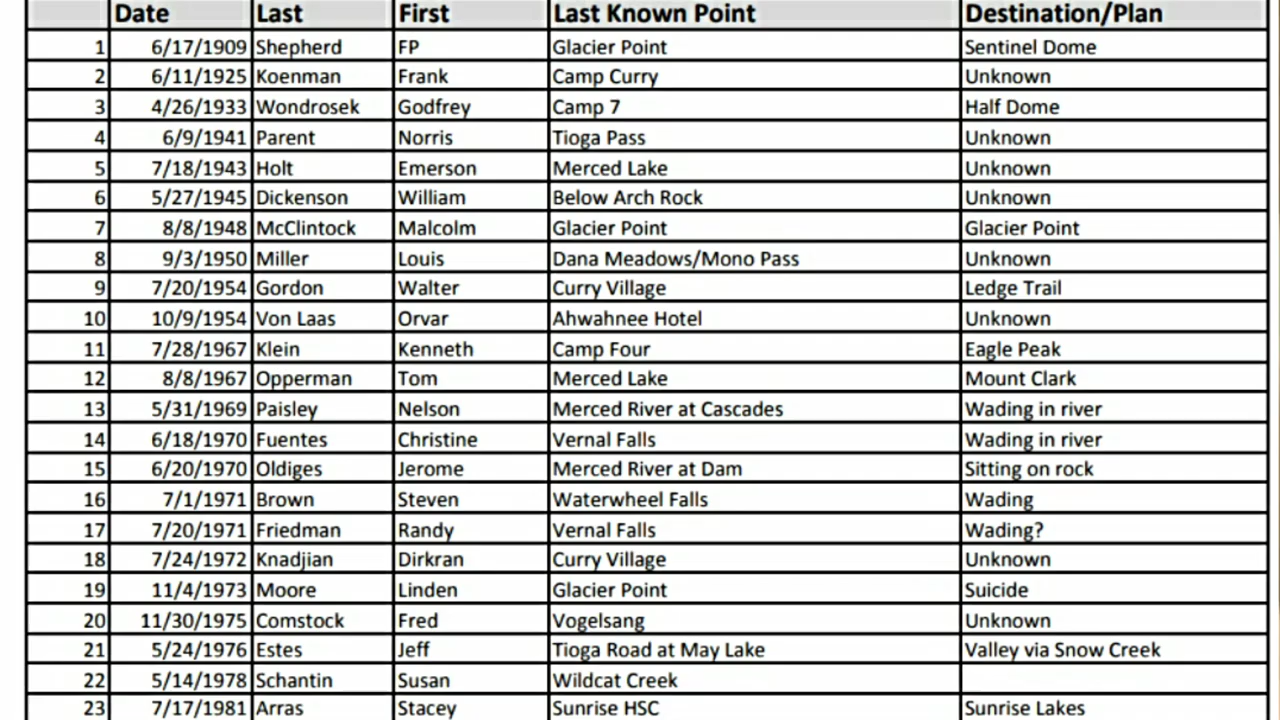 Date Last First Last Known Point Destination/Plan
1 6/17/1909 Shepherd FP Glacier Point Sentinel Dome
2 6/11/1925 Koenman Frank Camp Curry Unknown
3 4/26/1933 Wondrosek Godfrey Camp 7 Half Dome
4 6/9/1941 Parent Norris Tioga Pass Unknown
5 7/18/1943 Holt Emerson Merced Lake Unknown
6 5/27/1945 Dickenson William Below Arch Rock Unknown
7 8/8/1948 McClintock Malcolm Glacier Point Glacier Point
8 9/3/1950 Miller Louis Dana Meadows/Mono Pass Unknown
9 7/20/1954 Gordon Walter Curry Village Ledge Trail
10 10/9/1954 Von Laas Orvar Ahwahnee Hotel Unknown
11 7/28/1967 Klein Kenneth Camp Four Eagle Peak
12 8/8/1967 Opperman Tom Merced Lake Mount Clark
13 5/31/1969 Paisley Nelson Merced River at Cascades Wading in river
14 6/18/1970 Fuentes Christine Vernal Falls Wading in river
15 6/20/1970 Oldiges Jerome Merced River at Dam Sitting on rock
16 7/1/1971 Brown Steven Waterwheel Falls Wading
17 7/20/1971 Friedman Randy Vernal Falls Wading?
18 7/24/1972 Knadjian Dirkran Curry Village Unknown
19 11/4/1973 Moore Linden Glacier Point Suicide
20 11/30/1975 Comstock Fred Vogelsang Unknown
21 5/24/1976 Estes Jeff Tioga Road at May Lake Valley via Snow Creek
22 5/14/1978 Schantin Susan Wildcat Creek
23 7/17/1981 Arras Stacey Sunrise HSC Sunrise Lakes